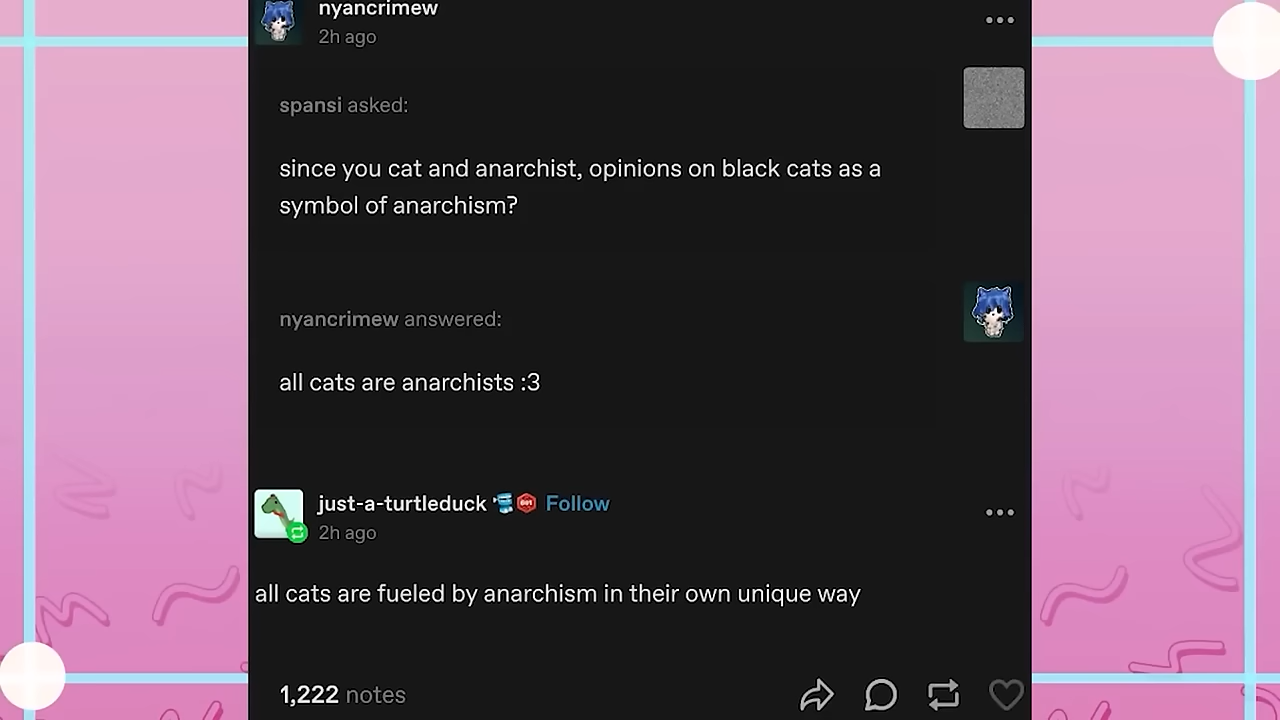 nyancrimew
2h ago
spansi asked:
since you cat and anarchist, opinions on black cats as a
symbol of anarchism?
nyancrimew answered:
all cats are anarchists :3
just-a-turtleduck Follow
2h ago
all cats are fueled by anarchism in their own unique way
1,222 notes